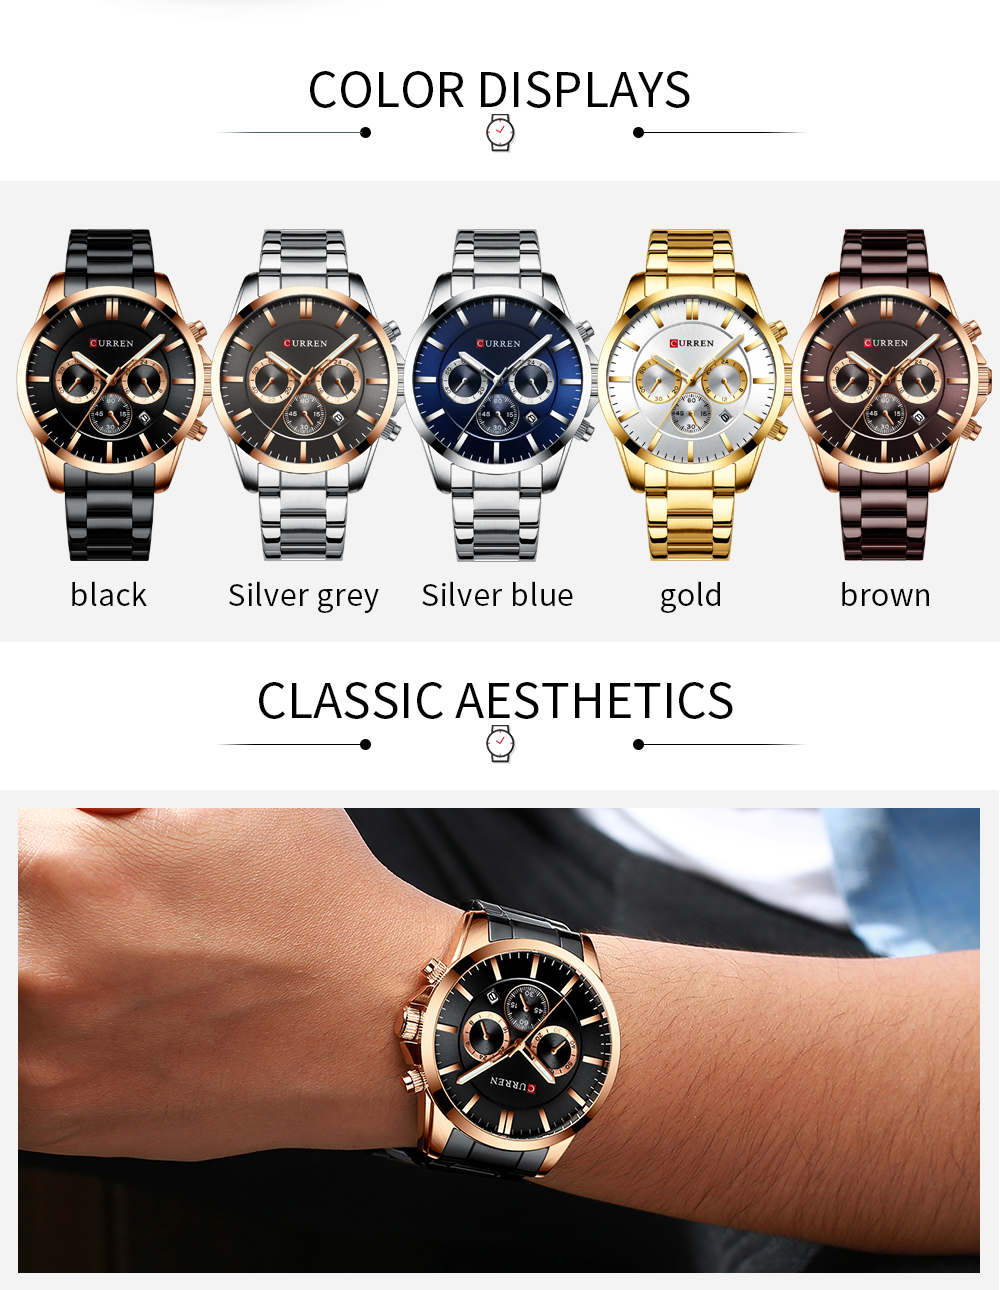 COLOR DISPLAYS
CURREN CURREN CURREN CURREN CURREN
black Silver grey Silver blue gold brown
CLASSIC AESTHETICS
CURREN